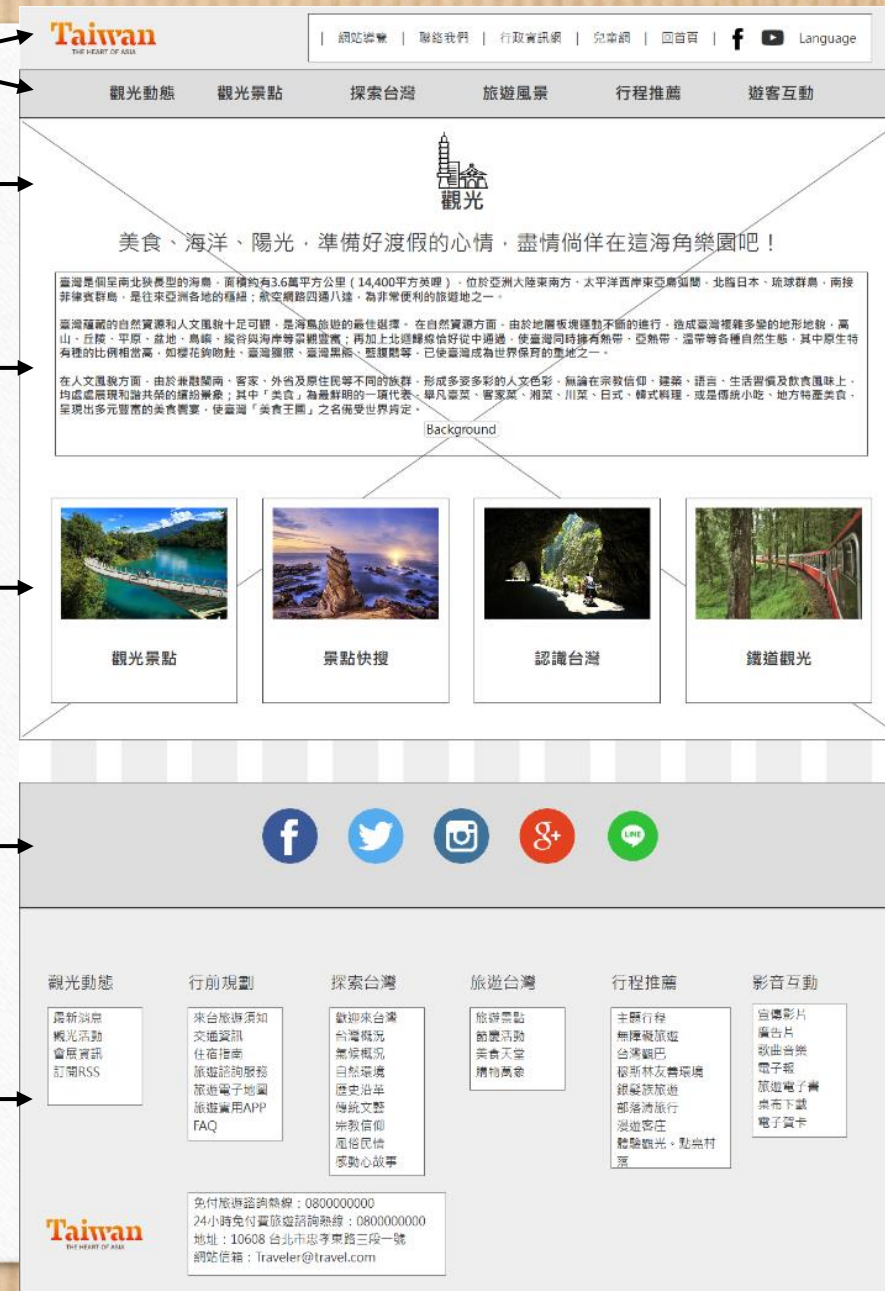 Taiwan
THE HEART OF ASIA
| 網站導覽 | 聯絡我們 | 行政資訊網 | 兒童網 | 回首頁 | Language
觀光動態 觀光景點 探索台灣 旅遊風景 行程推薦 遊客互動
觀光
美食、海洋、陽光，準備好渡假的心情，盡情徜徉在這海角樂園吧！
臺灣是個呈南北狹長型的海島，面積約有3.6萬平方公里（14,400平方英哩），位於亞洲大陸東南方、太平洋西岸東亞島弧間，北臨日本、琉球群島，南接
菲律賓群島，是往來亞洲各地的樞紐；航空網路四通八達，為非常便利的旅遊地之一。
臺灣蘊藏的自然資源和人文風貌十足可觀，是海島旅遊的最佳選擇。 在自然資源方面，由於地層板塊運動不斷的進行，造成臺灣複雜多變的地形地貌，高
山、丘陵、平原、盆地、島嶼、縱谷與海岸等景觀豐富；再加上北迴歸線恰好從中通過，使臺灣同時擁有熱帶、亞熱帶、溫帶等各種自然生態，其中原生特
有種的比例相當高，如櫻花鉤吻鮭、臺灣獼猴、臺灣黑熊、藍腹鷴等，已使臺灣成為世界保育的重地之一。
在人文風貌方面，由於兼融閩南、客家、外省及原住民等不同的族群，形成多姿多彩的人文色彩，無論在宗教信仰、建築、語言、生活習慣及飲食風味上，
均處處展現和諧共榮的繽紛景象；其中「美食」為最鮮明的一項代表，舉凡臺菜、客家菜、湘菜、川菜、日式、韓式料理，或是傳統小吃、地方特產美食，
呈現出多元豐富的美食饗宴，使臺灣「美食王國」之名備受世界肯定。
Background
觀光景點 景點快搜 認識台灣 鐵道觀光
LINE
觀光動態
最新消息
觀光活動
會展資訊
訂閱RSS
行前規劃
來台旅遊須知
交通資訊
住宿指南
旅遊諮詢服務
旅遊電子地圖
旅遊實用APP
FAQ
探索台灣
歡迎來台灣
台灣概況
氣候概況
自然環境
歷史沿革
傳統文藝
宗教信仰
風俗民情
感動心故事
旅遊台灣
旅遊景點
節慶活動
美食天堂
購物萬象
行程推薦
主題行程
無障礙旅遊
台灣觀巴
穆斯林友善環境
銀髮族旅遊
部落清旅行
漫遊客庄
體驗觀光。點亮村
落
影音互動
宣傳影片
廣告片
歌曲音樂
電子報
旅遊電子書
桌布下載
電子賀卡
Taiwan
THE HEART OF ASIA
免付旅遊諮詢熱線：0800000000
24小時免付費旅遊諮詢熱線：0800000000
地址：10608 台北市忠孝東路三段一號
網站信箱：Traveler@travel.com